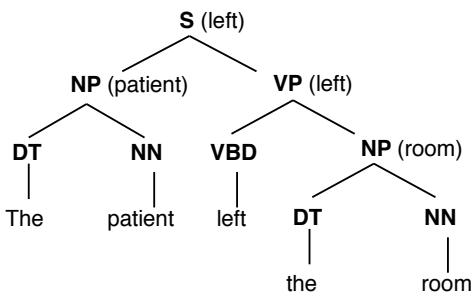 S (left)
NP (patient) VP (left)
DT NN VBD NP (room)
The patient left DT NN
the room